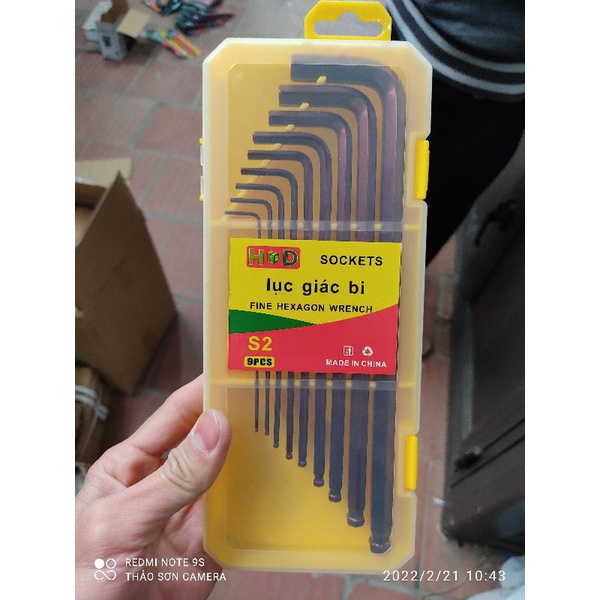 H D SOCKETS
lục giác bi
FINE HEXAGON WRENCH
S2
9PCS
MADE IN CHINA
REDMI NOTE 9S
THẢO SƠN CAMERA
2022/2/21 10:43